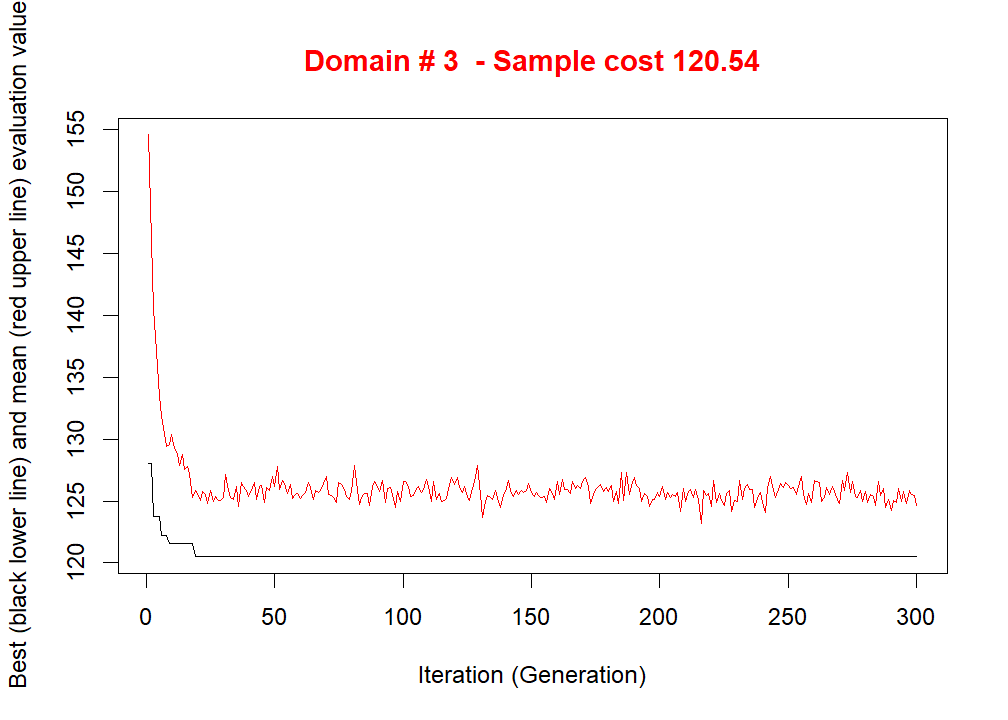 Domain # 3  - Sample cost 120.54
Best (black lower line) and mean (red upper line) evaluation value
155
150
145
140
135
130
125
120
0 50 100 150 200 250 300
Iteration (Generation)